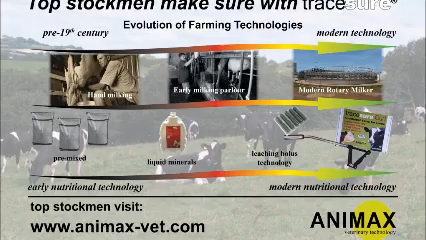 Top stockmen make sure with tracesure®
Evolution of Farming Technologies
pre-19th century modern technology
Hand milking Early milking parlour Modern Rotary Milker
pre-mixed liquid minerals leaching bolus technology
early nutritional technology modern nutritional technology
top stockmen visit:
www.animax-vet.com
ANIMAX
veterinary technology